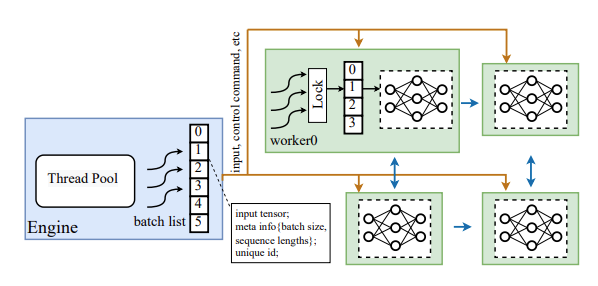 input, control command, etc
Lock
0
1
2
3
worker0
Thread Pool
Engine
batch list
0
1
2
3
4
5
input tensor;
meta info{batch size,
sequence lengths};
unique id;